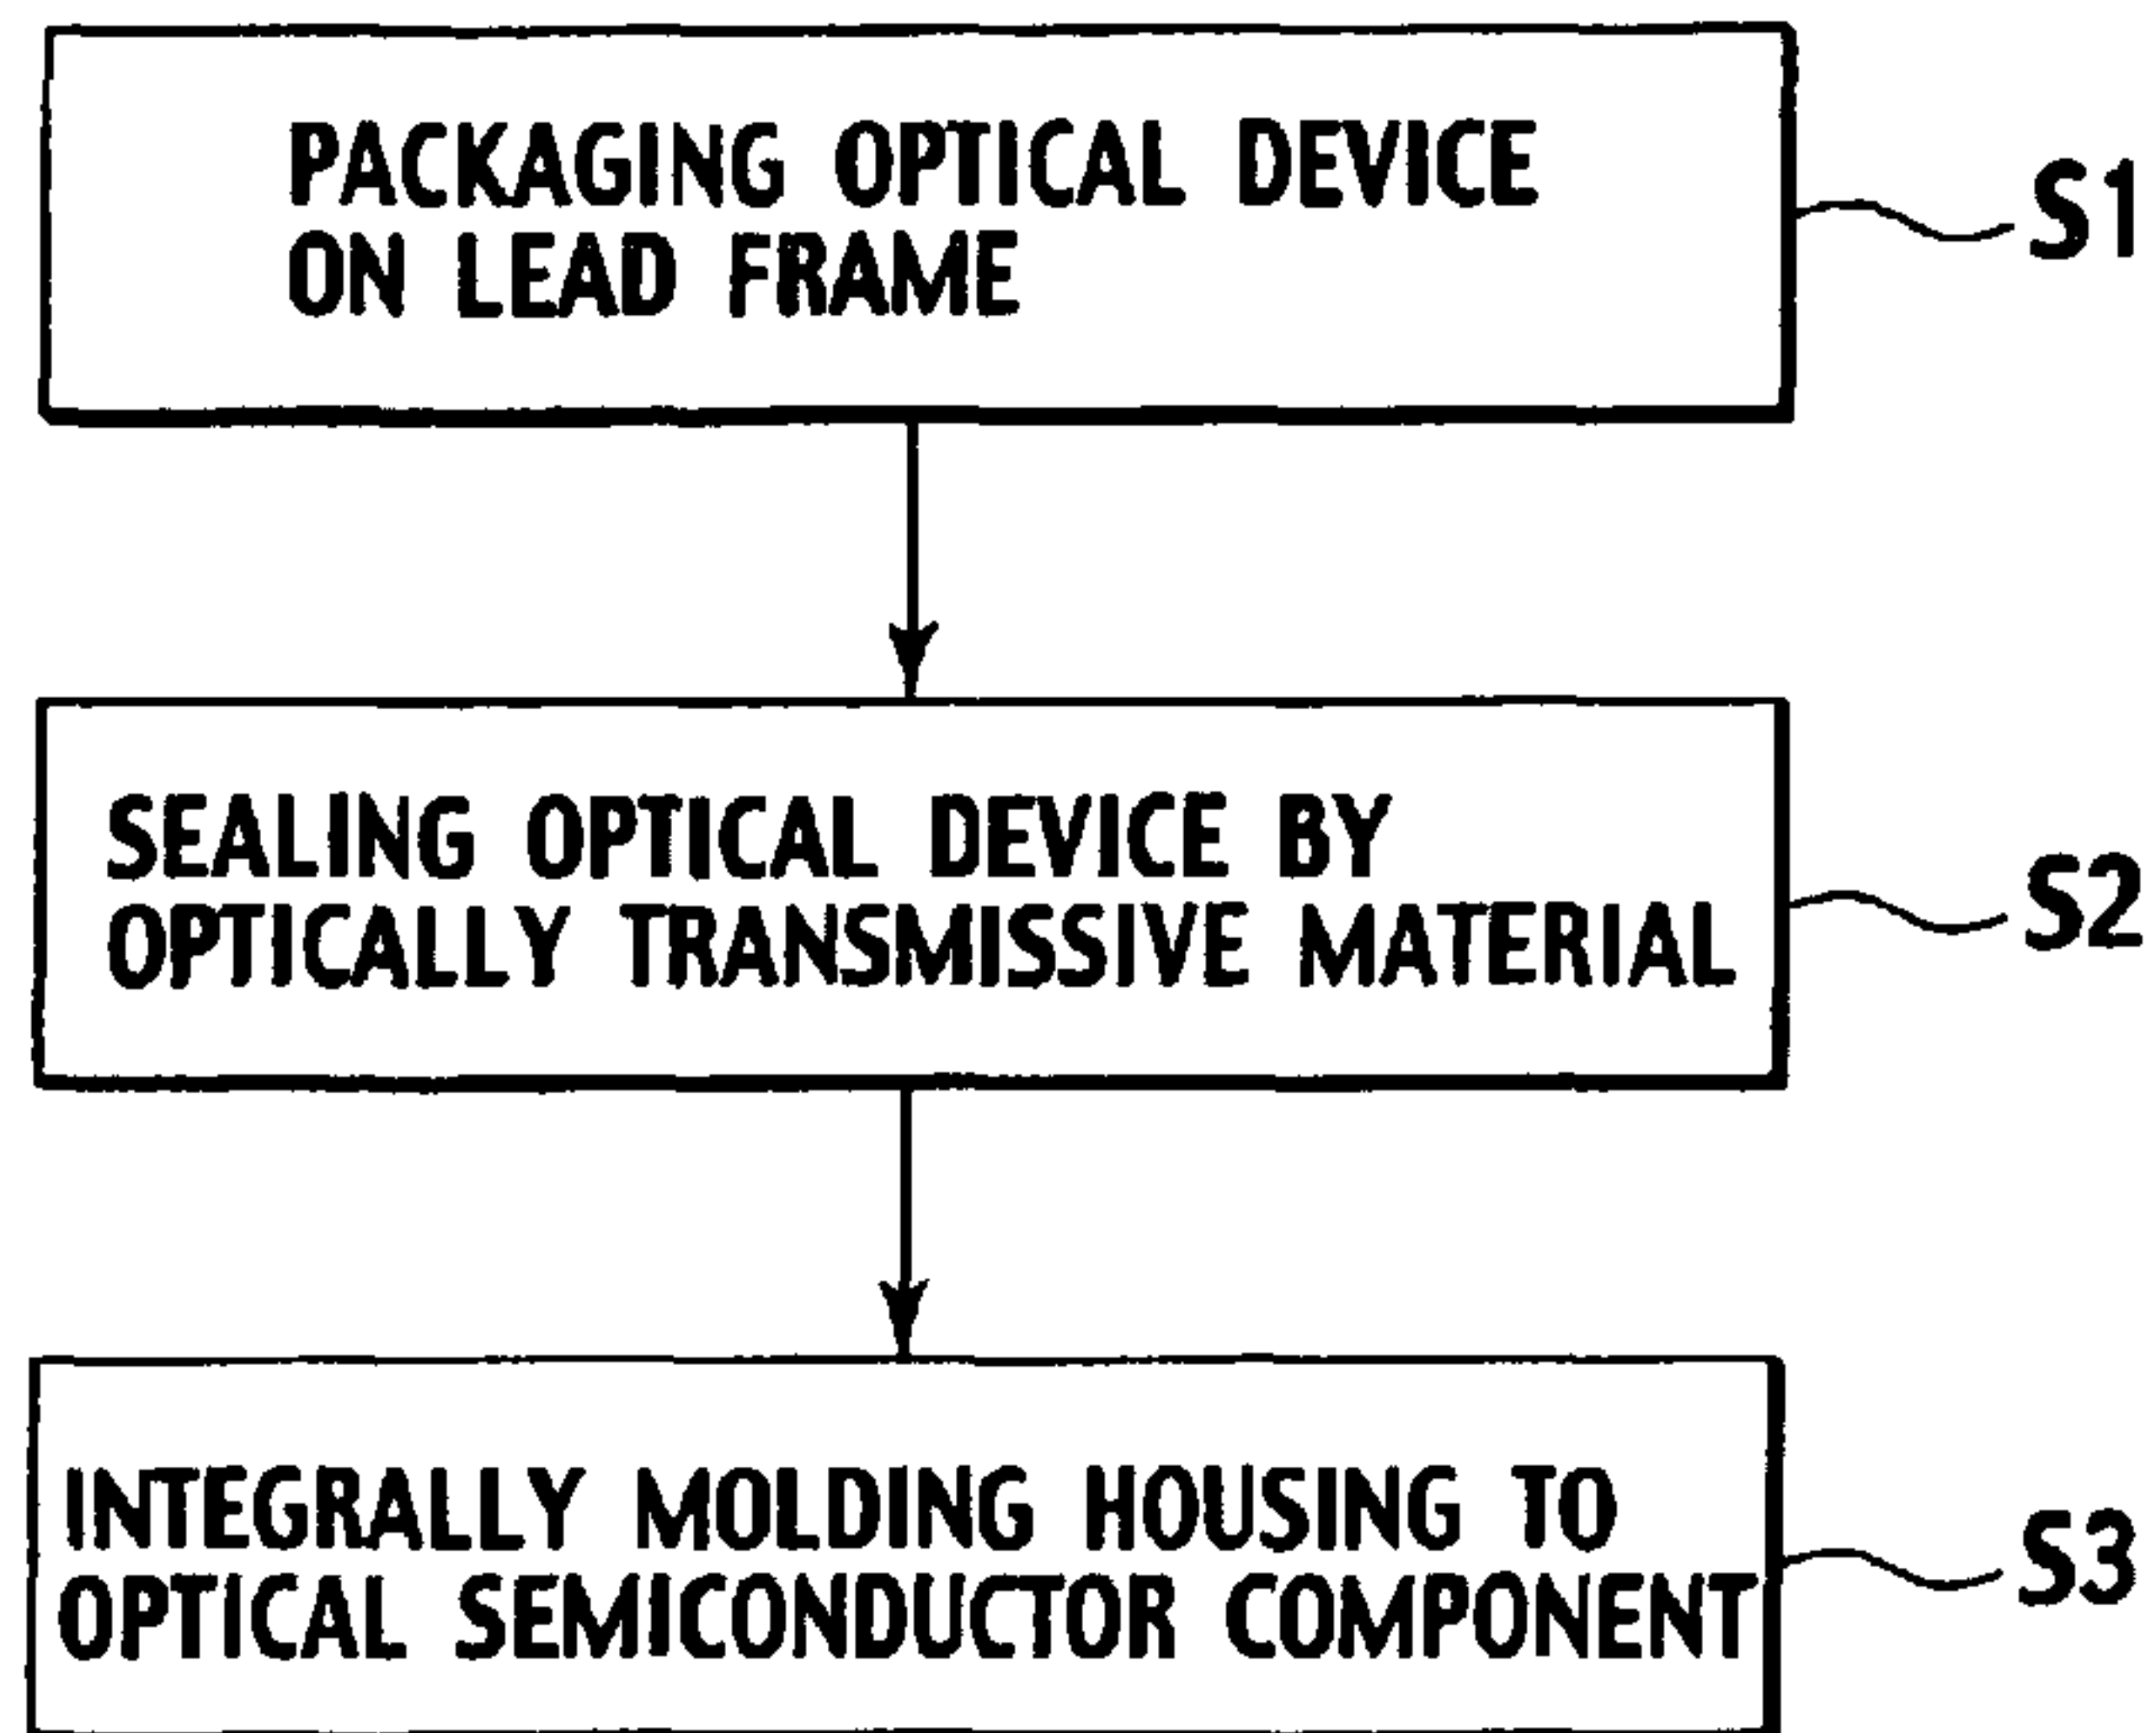 PACKAGING OPTICAL DEVICE
ON LEAD FRAME
S1
SEALING OPTICAL DEVICE BY
OPTICALLY TRANSMISSIVE MATERIAL
S2
INTEGRALLY MOLDING HOUSING TO
OPTICAL SEMICONDUCTOR COMPONENT
S3